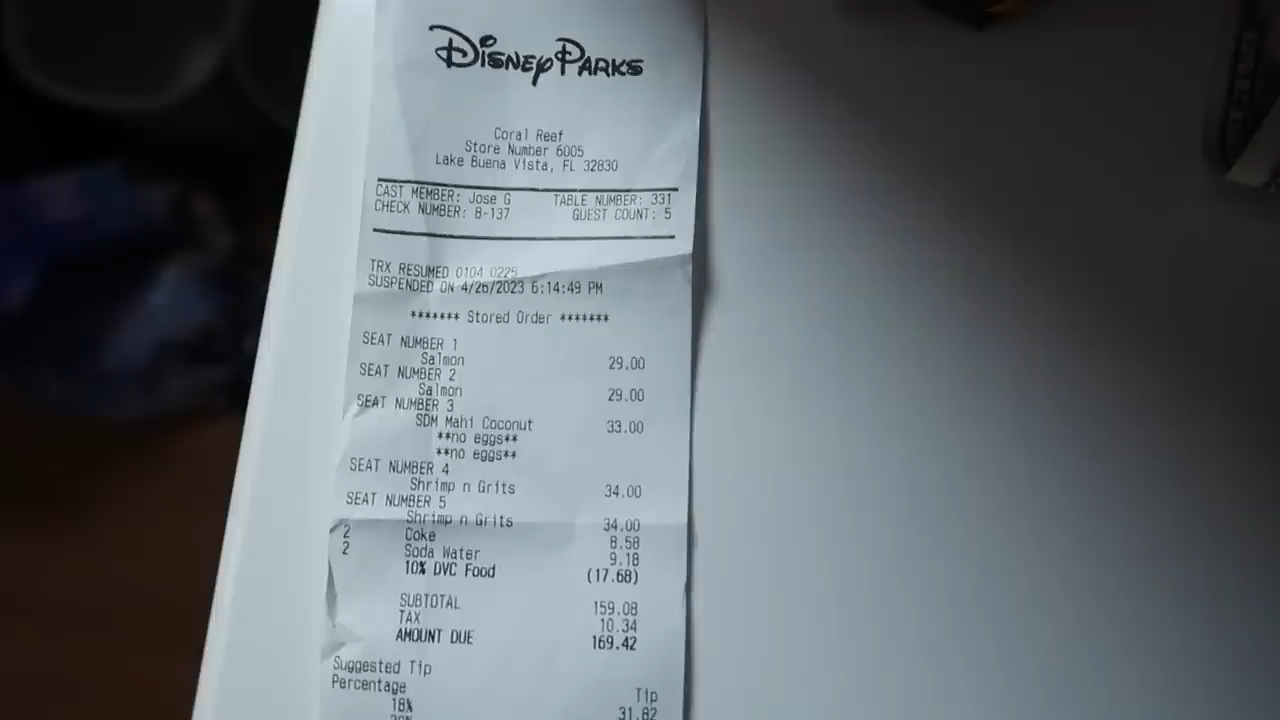 Disney Parks
Coral Reef
Store Number 6005
Lake Buena Vista, FL 32830
CAST MEMBER: Jose G TABLE NUMBER: 331
CHECK NUMBER: B-137 GUEST COUNT: 5
TRX RESUMED 0104 0225
SUSPENDED ON 4/26/2023 6:14:49 PM
******* Stored Order *******
SEAT NUMBER 1
Salmon 29.00
SEAT NUMBER 2
Salmon 29.00
SEAT NUMBER 3
SDM Mahi Coconut 33.00
**no eggs**
**no eggs**
SEAT NUMBER 4
Shrimp n Grits 34.00
SEAT NUMBER 5
Shrimp n Grits 34.00
2 Coke 8.58
2 Soda Water 9.18
10% DVC Food (17.68)
SUBTOTAL 159.08
TAX 10.34
AMOUNT DUE 169.42
Suggested Tip
Percentage Tip
18% 31.82